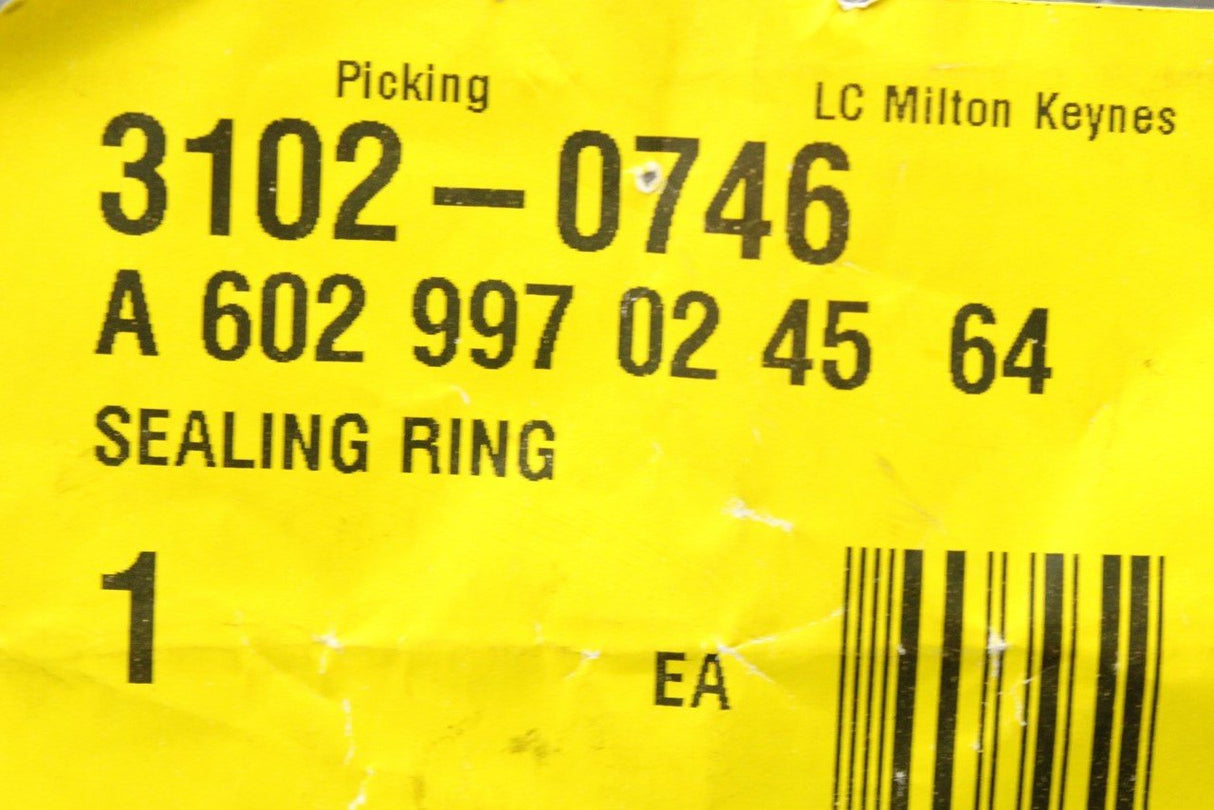 Picking LC Milton Keynes
3102-0746
A 602 997 02 45 64
SEALING RING
1 EA